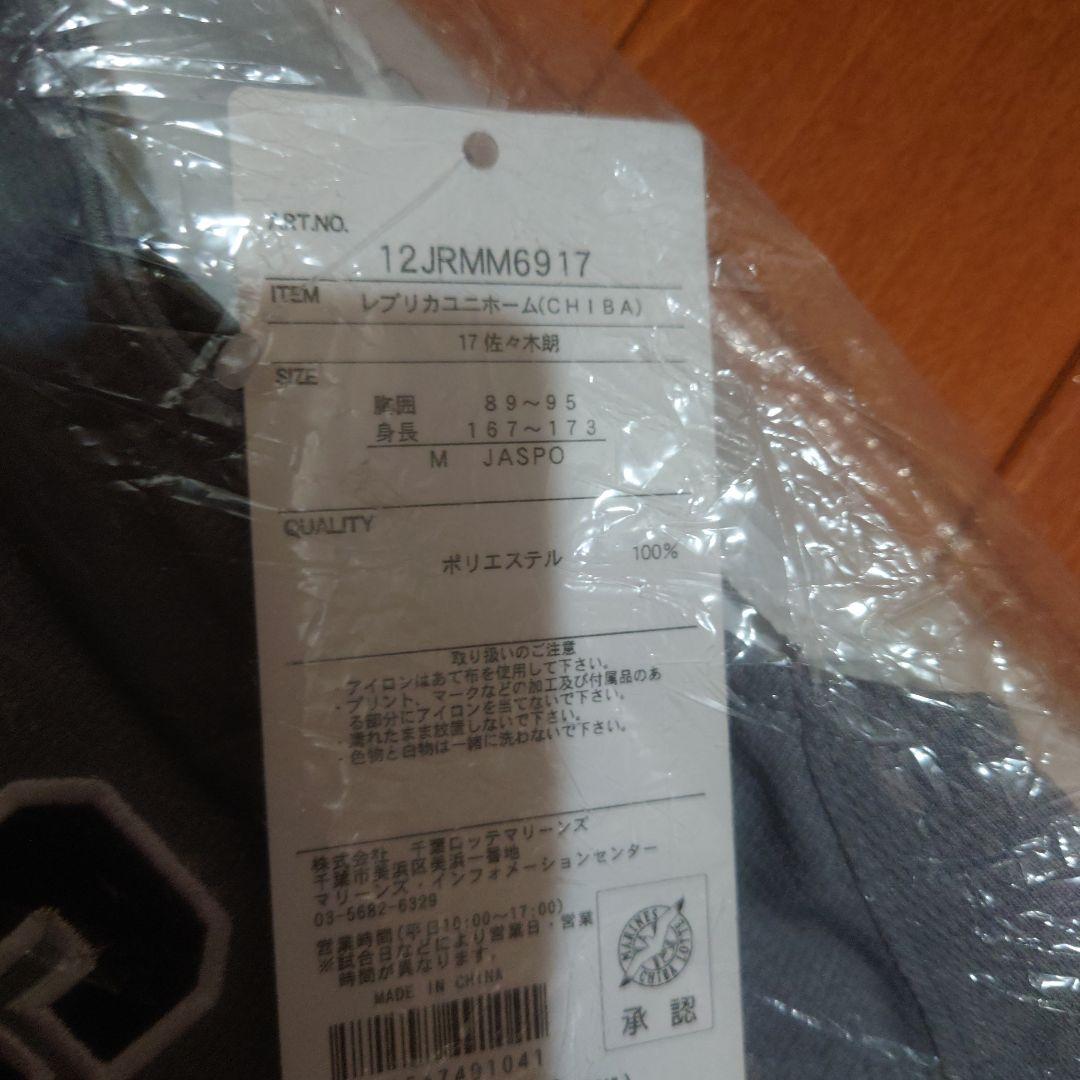 ART.NO.
12JRMM6917
ITEM レプリカユニホーム(CHIBA)
17 佐々木朗
SIZE
胸囲 89～95
身長 167～173
M JASPO
QUALITY
ポリエステル 100%
取り扱いのご注意
・アイロンはあて布を使用して下さい。
・プリント、マークなどの加工及び付属品のあ
る部分にアイロンを当てないで下さい。
・濡れたまま放置しないで下さい。
・色物と白物は一緒に洗わないで下さい。
株式会社 千葉ロッテマリーンズ
千葉市美浜区美浜一番地
マリーンズ・インフォメーションセンター
03-5682-6329
営業時間(平日10:00～17:00)
※試合日などにより営業日・営業
時間が異なります。
MADE IN CHINA
MARINES
CHIBA LOTTE
承認
7491041